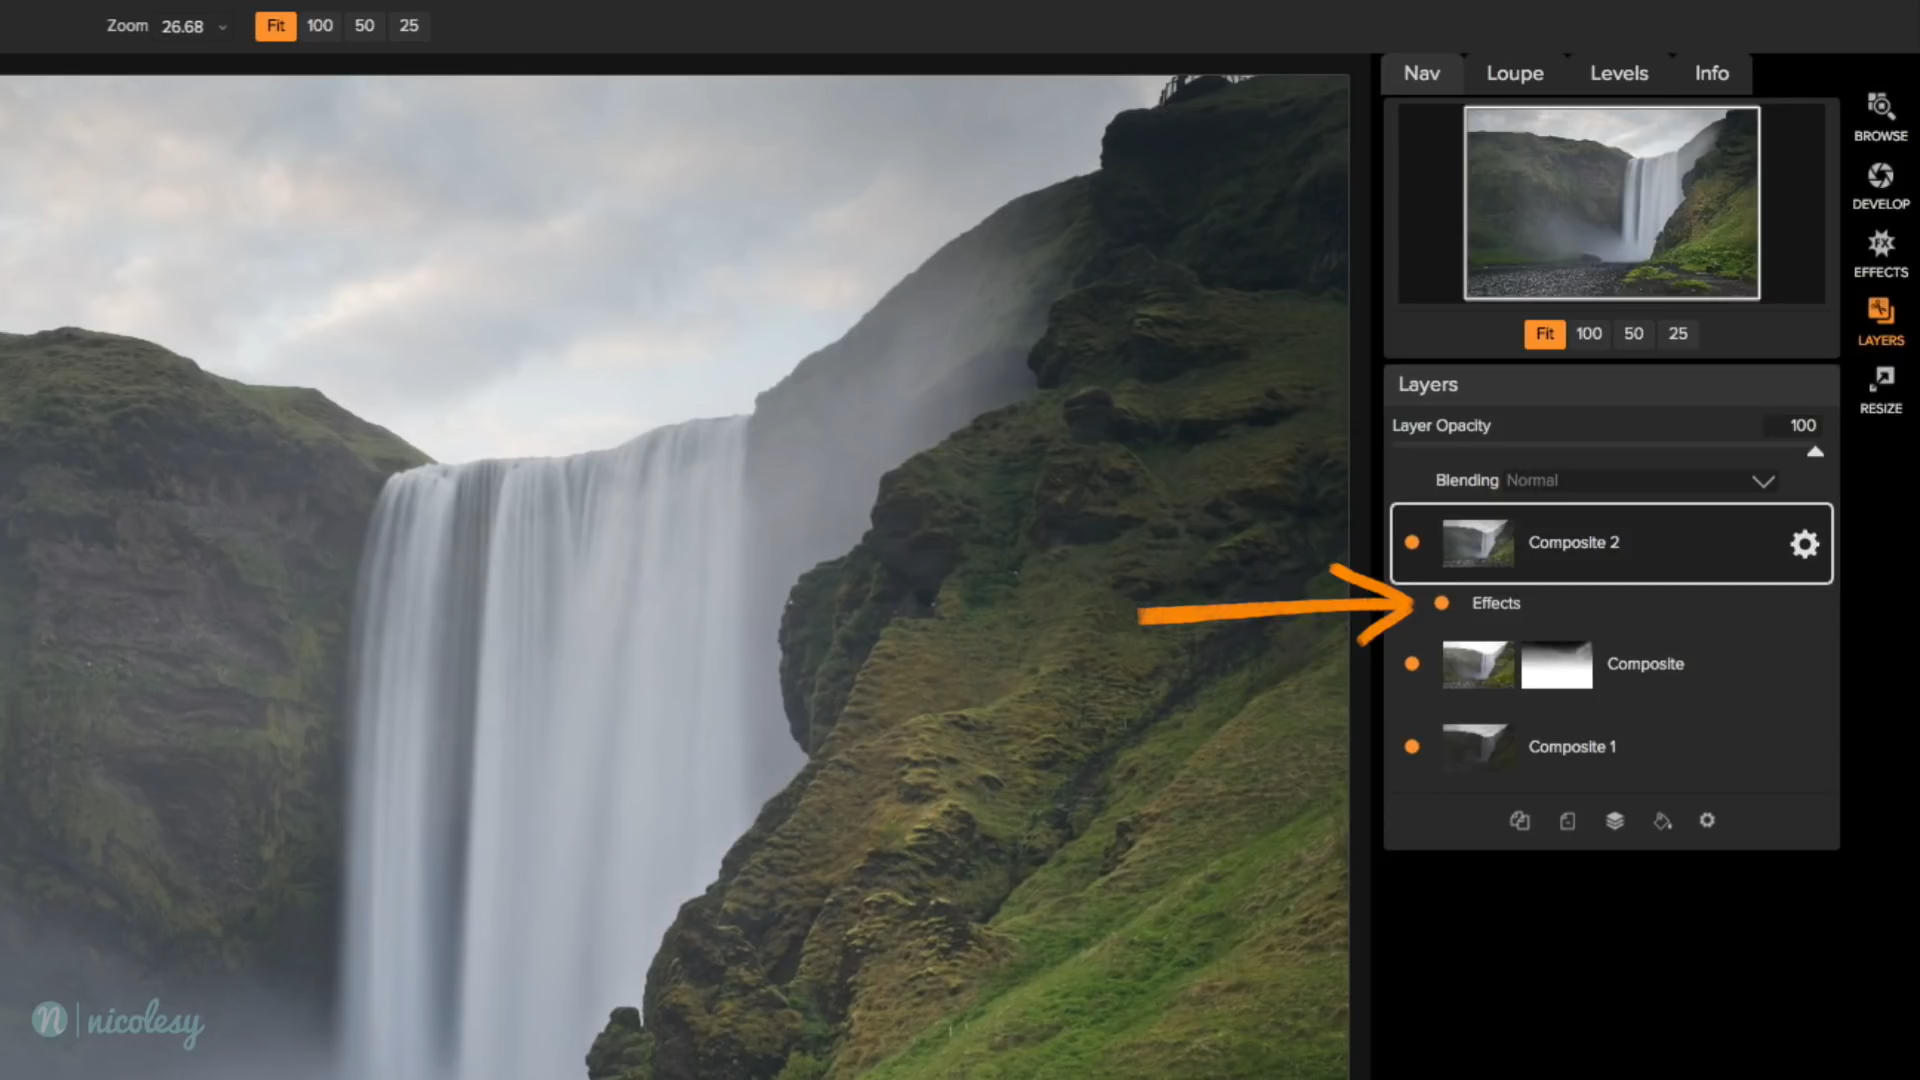 Zoom 26.68 Fit 100 50 25
Nav Loupe Levels Info
BROWSE
DEVELOP
FX
EFFECTS
Fit 100 50 25
LAYERS
RESIZE
Layers
Layer Opacity 100
Blending Normal
Composite 2
Effects
Composite
Composite 1
n | nicolesy